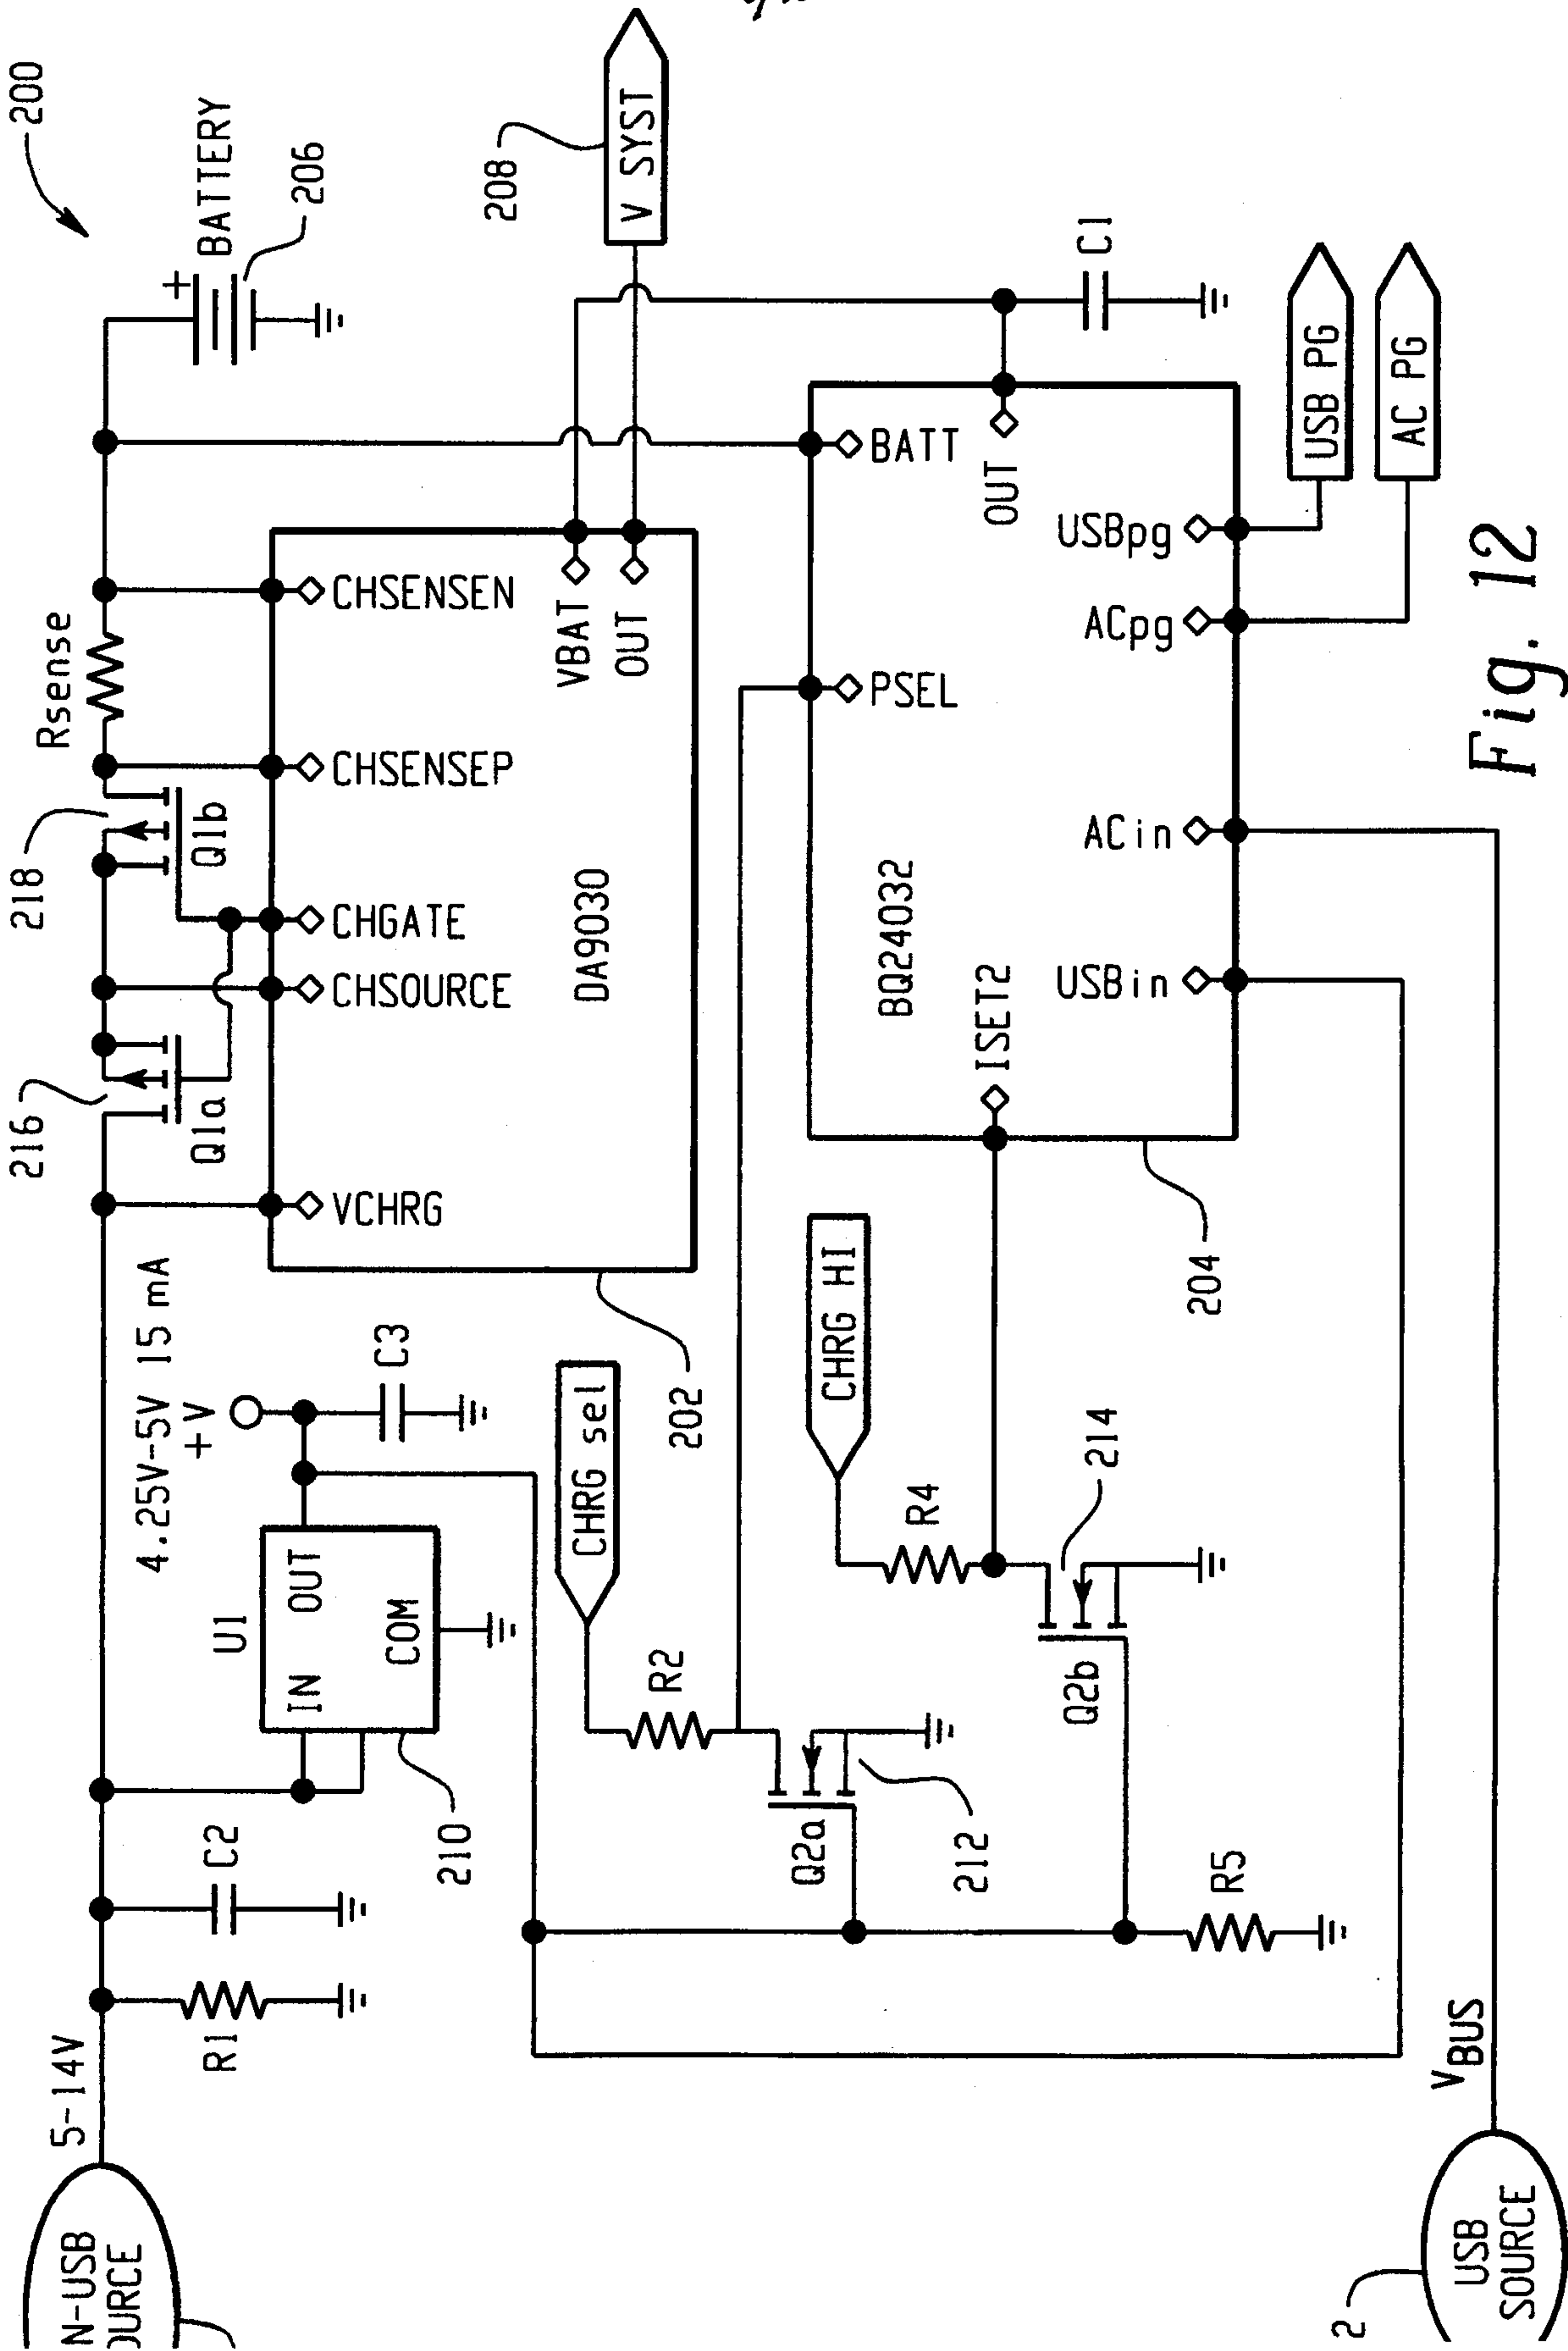 200
5-14V
N-USB
OURCE
R1
C2
U1
IN
OUT
COM
210
4.25V-5V 15 mA
+V
C3
216
Q1a
218
Q1b
Rsense
BATTERY
+
206
VCHRG
CHSOURCE
CHGATE
CHSENSEP
CHSENSEN
DA9030
VBAT
OUT
202
208
V SYST
CHRG sel
R2
Q2a
212
CHRG HI
R4
Q2b
214
R5
204
ISET2
PSEL
BATT
BQ24032
OUT
USBin
ACin
ACpg
USBpg
C1
USB PG
AC PG
VBUS
USB
SOURCE
2
Fig. 12